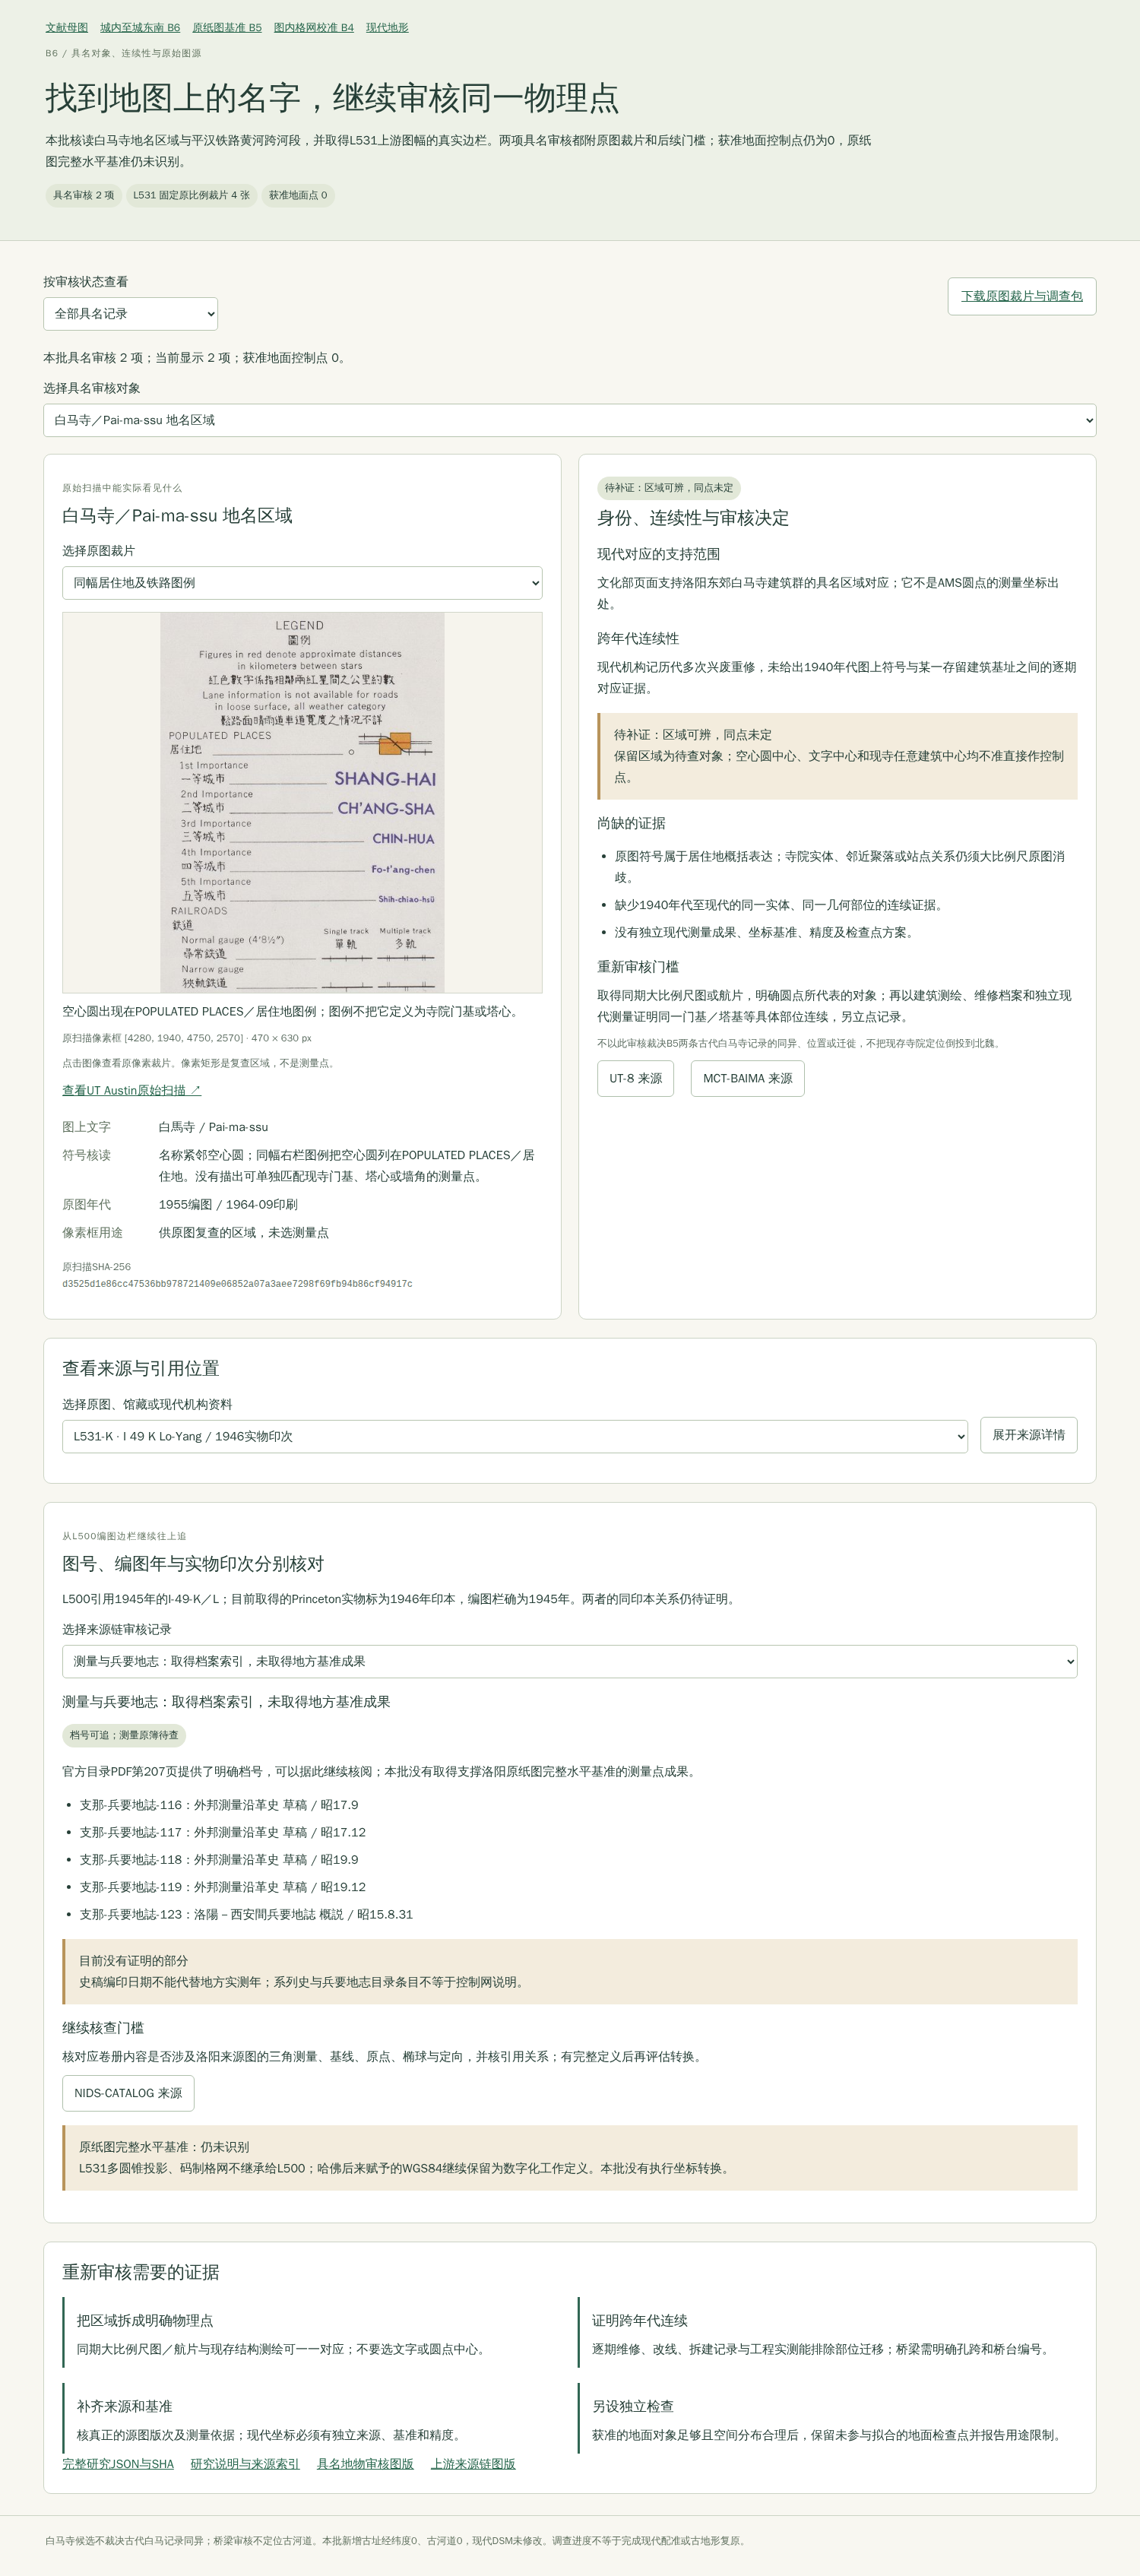 文献母图 城内至城东南 B6 原纸图基准 B5 图内格网校准 B4 现代地形
B6 / 具名对象、连续性与原始图源
找到地图上的名字，继续审核同一物理点
本批核读白马寺地名区域与平汉铁路黄河跨河段，并取得L531上游图幅的真实边栏。两项具名审核都附原图裁片和后续门槛；获准地面控制点仍为0，原纸
图完整水平基准仍未识别。
具名审核 2 项 L531 固定原比例裁片 4 张 获准地面点 0
按审核状态查看
全部具名记录
下载原图裁片与调查包
本批具名审核 2 项；当前显示 2 项；获准地面控制点 0。
选择具名审核对象
白马寺／Pai-ma-ssu 地名区域
原始扫描中能实际看见什么
白马寺／Pai-ma-ssu 地名区域
选择原图裁片
同幅居住地及铁路图例
LEGEND
圖例
Figures in red denote approximate distances
in kilometers between stars
紅色數字係指相鄰兩紅星間之公里約數
Lane information is not available for roads
in loose surface, all weather category
鬆路面晴雨通車道寬度之情況不詳
POPULATED PLACES
居住地
1st Importance
一等城市 SHANG-HAI
2nd Importance
二等城市 CH'ANG-SHA
3rd Importance
三等城市 CHIN-HUA
4th Importance
四等城市 Fo-t'ang-chen
5th Importance
五等城市 Shih-chiao-hsü
RAILROADS
鉄道 Single track Multiple track
Normal gauge (4'8½") 單軌 多軌
尋常鉄道
Narrow gauge
狹軌鉄道
空心圆出现在POPULATED PLACES／居住地图例；图例不把它定义为寺院门基或塔心。
原扫描像素框 [4280, 1940, 4750, 2570] · 470 × 630 px
点击图像查看原像素裁片。像素矩形是复查区域，不是测量点。
查看UT Austin原始扫描 ↗
图上文字 白馬寺 / Pai-ma-ssu
符号核读 名称紧邻空心圆；同幅右栏图例把空心圆列在POPULATED PLACES／居
住地。没有描出可单独匹配现寺门基、塔心或墙角的测量点。
原图年代 1955编图 / 1964-09印刷
像素框用途 供原图复查的区域，未选测量点
原扫描SHA-256
d3525d1e86cc47536bb978721409e06852a07a3aee7298f69fb94b86cf94917c
待补证：区域可辨，同点未定
身份、连续性与审核决定
现代对应的支持范围
文化部页面支持洛阳东郊白马寺建筑群的具名区域对应；它不是AMS圆点的测量坐标出
处。
跨年代连续性
现代机构记历代多次兴废重修，未给出1940年代图上符号与某一存留建筑基址之间的逐期
对应证据。
待补证：区域可辨，同点未定
保留区域为待查对象；空心圆中心、文字中心和现寺任意建筑中心均不准直接作控制
点。
尚缺的证据
原图符号属于居住地概括表达；寺院实体、邻近聚落或站点关系仍须大比例尺原图消
歧。
缺少1940年代至现代的同一实体、同一几何部位的连续证据。
没有独立现代测量成果、坐标基准、精度及检查点方案。
重新审核门槛
取得同期大比例尺图或航片，明确圆点所代表的对象；再以建筑测绘、维修档案和独立现
代测量证明同一门基／塔基等具体部位连续，另立点记录。
不以此审核裁决B5两条古代白马寺记录的同异、位置或迁徙，不把现存寺院定位倒投到北魏。
UT-8 来源 MCT-BAIMA 来源
查看来源与引用位置
选择原图、馆藏或现代机构资料
L531-K · I 49 K Lo-Yang / 1946实物印次 展开来源详情
从L500编图边栏继续往上追
图号、编图年与实物印次分别核对
L500引用1945年的I-49-K／L；目前取得的Princeton实物标为1946年印本，编图栏确为1945年。两者的同印本关系仍待证明。
选择来源链审核记录
测量与兵要地志：取得档案索引，未取得地方基准成果
测量与兵要地志：取得档案索引，未取得地方基准成果
档号可追；测量原簿待查
官方目录PDF第207页提供了明确档号，可以据此继续核阅；本批没有取得支撑洛阳原纸图完整水平基准的测量点成果。
支那-兵要地誌-116：外邦測量沿革史 草稿 / 昭17.9
支那-兵要地誌-117：外邦測量沿革史 草稿 / 昭17.12
支那-兵要地誌-118：外邦測量沿革史 草稿 / 昭19.9
支那-兵要地誌-119：外邦測量沿革史 草稿 / 昭19.12
支那-兵要地誌-123：洛陽－西安間兵要地誌 概説 / 昭15.8.31
目前没有证明的部分
史稿编印日期不能代替地方实测年；系列史与兵要地志目录条目不等于控制网说明。
继续核查门槛
核对应卷册内容是否涉及洛阳来源图的三角测量、基线、原点、椭球与定向，并核引用关系；有完整定义后再评估转换。
NIDS-CATALOG 来源
原纸图完整水平基准：仍未识别
L531多圆锥投影、码制格网不继承给L500；哈佛后来赋予的WGS84继续保留为数字化工作定义。本批没有执行坐标转换。
重新审核需要的证据
把区域拆成明确物理点
同期大比例尺图／航片与现存结构测绘可一一对应；不要选文字或圆点中心。
证明跨年代连续
逐期维修、改线、拆建记录与工程实测能排除部位迁移；桥梁需明确孔跨和桥台编号。
补齐来源和基准
核真正的源图版次及测量依据；现代坐标必须有独立来源、基准和精度。
另设独立检查
获准的地面对象足够且空间分布合理后，保留未参与拟合的地面检查点并报告用途限制。
完整研究JSON与SHA 研究说明与来源索引 具名地物审核图版 上游来源链图版
白马寺候选不裁决古代白马记录同异；桥梁审核不定位古河道。本批新增古址经纬度0、古河道0，现代DSM未修改。调查进度不等于完成现代配准或古地形复原。